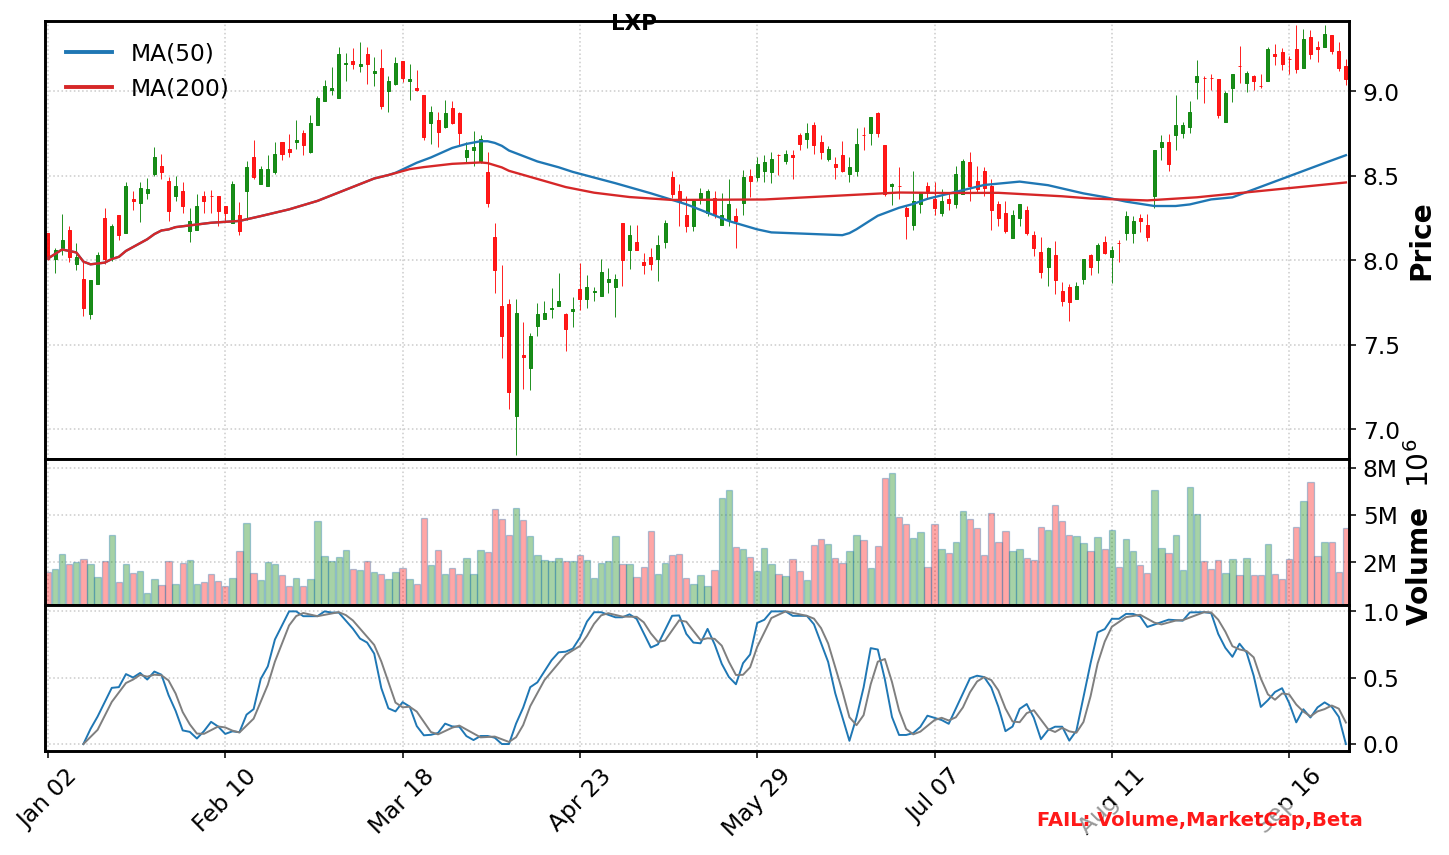 LXP
MA(50)
MA(200)
9.0
8.5
8.0
7.5
7.0
Price
8M
5M
2M
Volume 10^6
1.0
0.5
0.0
Jan 02
Feb 10
Mar 18
Apr 23
May 29
Jul 07
Aug 11
Sep 16
FAIL: Volume,MarketCap,Beta